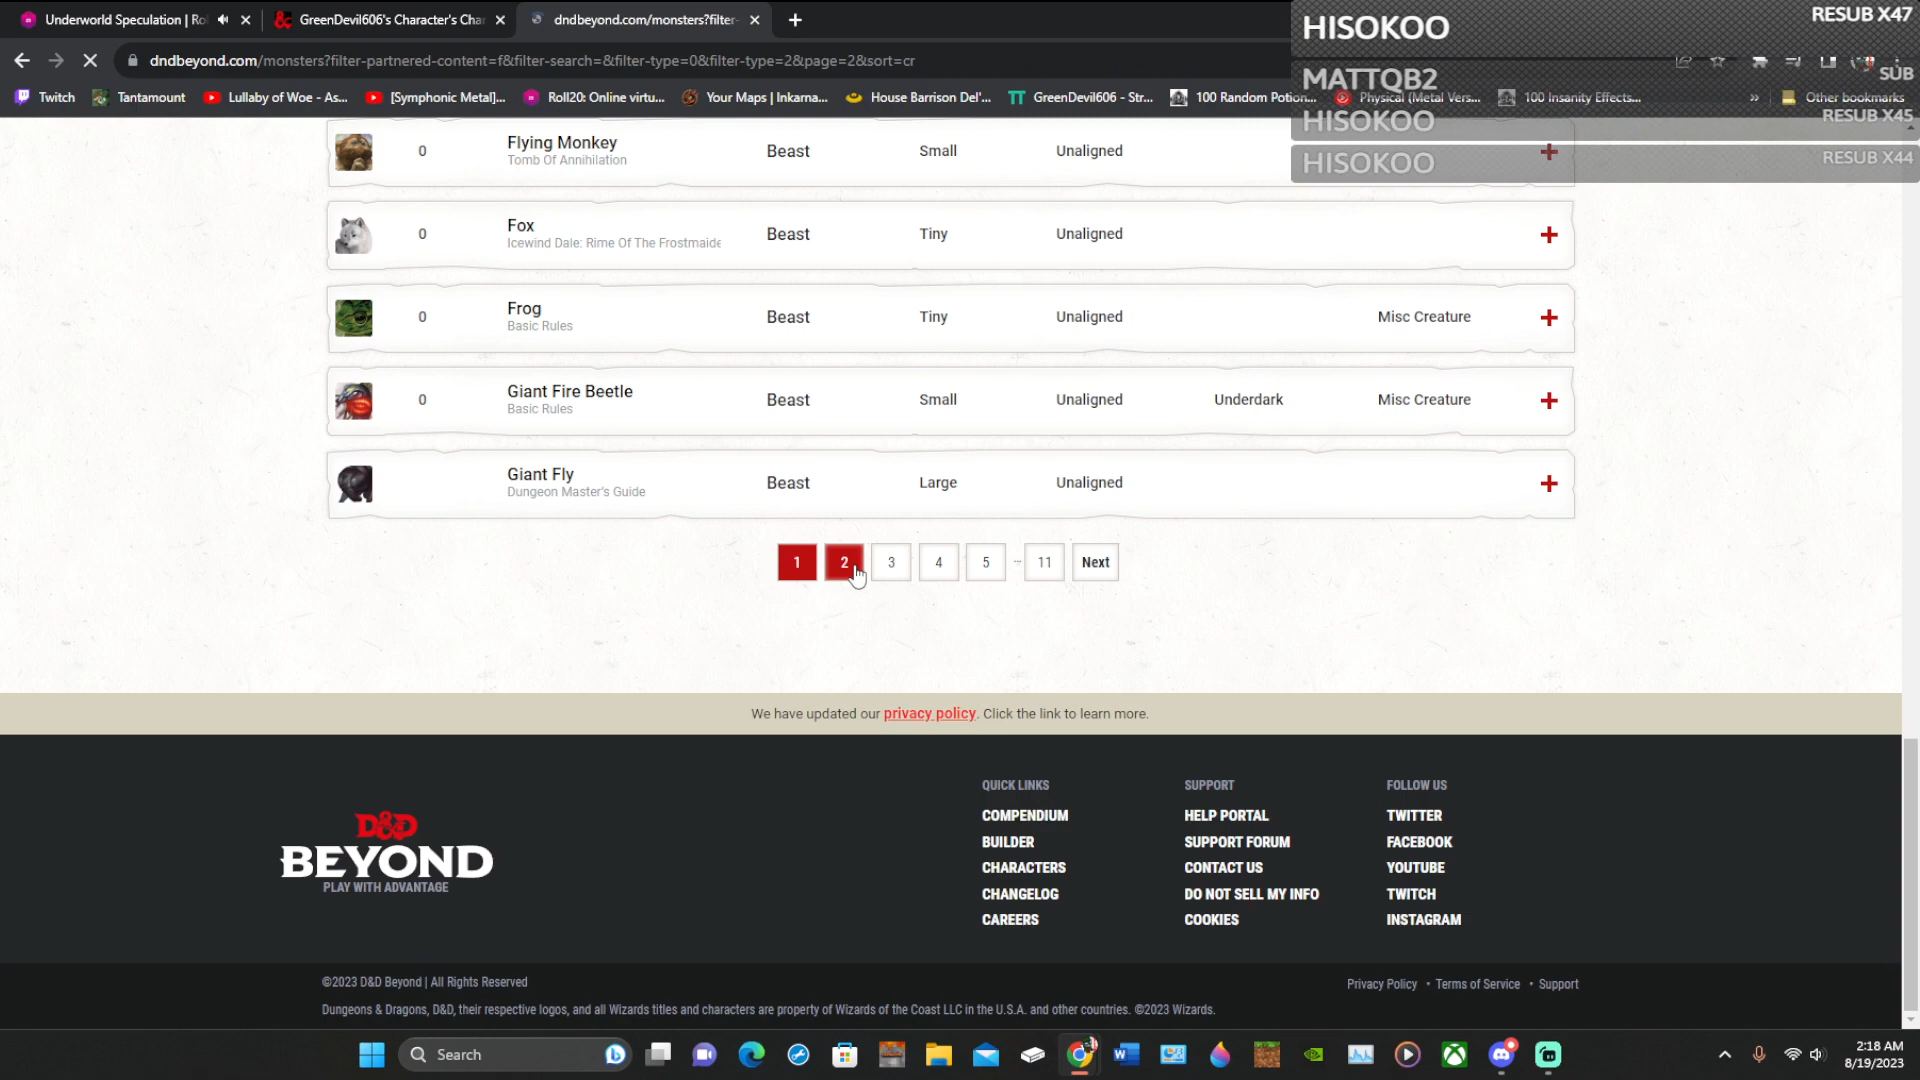 Underworld Speculation | Ro
GreenDevil606's Character's Cha
dndbeyond.com/monsters?filter-
HISOKOO
RESUB X47
dndbeyond.com/monsters?filter-partnered-content=f&filter-search=&filter-type=0&filter-type=2&page=2&sort=cr
MATTQB2
SUB
Twitch
Tantamount
Lullaby of Woe - As...
[Symphonic Metal]...
Roll20: Online virtu...
Your Maps | Inkarna...
House Barrison Del'...
GreenDevil606 - Str...
100 Random Potion...
Physical (Metal Vers...
100 Insanity Effects...
Other bookmarks
HISOKOO
RESUB X45
HISOKOO
RESUB X44
0 Flying Monkey Beast Small Unaligned
Tomb Of Annihilation
0 Fox Beast Tiny Unaligned
Icewind Dale: Rime Of The Frostmaide
0 Frog Beast Tiny Unaligned Misc Creature
Basic Rules
0 Giant Fire Beetle Beast Small Unaligned Underdark Misc Creature
Basic Rules
0 Giant Fly Beast Large Unaligned
Dungeon Master's Guide
1 2 3 4 5 ... 11 Next
We have updated our privacy policy. Click the link to learn more.
D&D
BEYOND
PLAY WITH ADVANTAGE
QUICK LINKS
COMPENDIUM
BUILDER
CHARACTERS
CHANGELOG
CAREERS
SUPPORT
HELP PORTAL
SUPPORT FORUM
CONTACT US
DO NOT SELL MY INFO
COOKIES
FOLLOW US
TWITTER
FACEBOOK
YOUTUBE
TWITCH
INSTAGRAM
©2023 D&D Beyond | All Rights Reserved
Privacy Policy • Terms of Service • Support
Dungeons & Dragons, D&D, their respective logos, and all Wizards titles and characters are property of Wizards of the Coast LLC in the U.S.A. and other countries. ©2023 Wizards.
Search
2:18 AM
8/19/2023